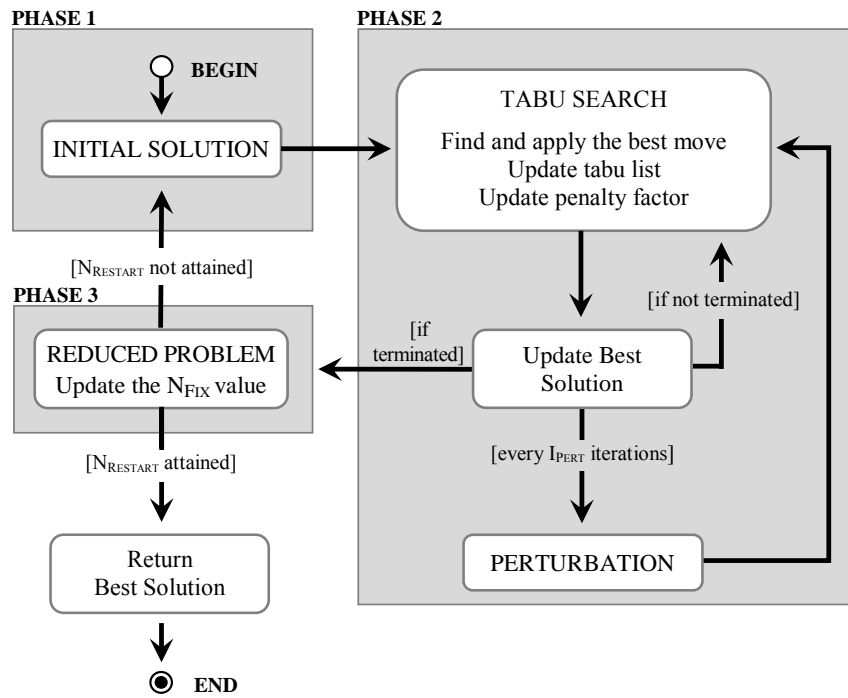 PHASE 1
BEGIN
INITIAL SOLUTION
[NRESTART not attained]
PHASE 2
TABU SEARCH
Find and apply the best move
Update tabu list
Update penalty factor
[if not terminated]
Update Best
Solution
[if
terminated]
[every IPERT iterations]
PERTURBATION
PHASE 3
REDUCED PROBLEM
Update the NFIX value
[NRESTART attained]
Return
Best Solution
END